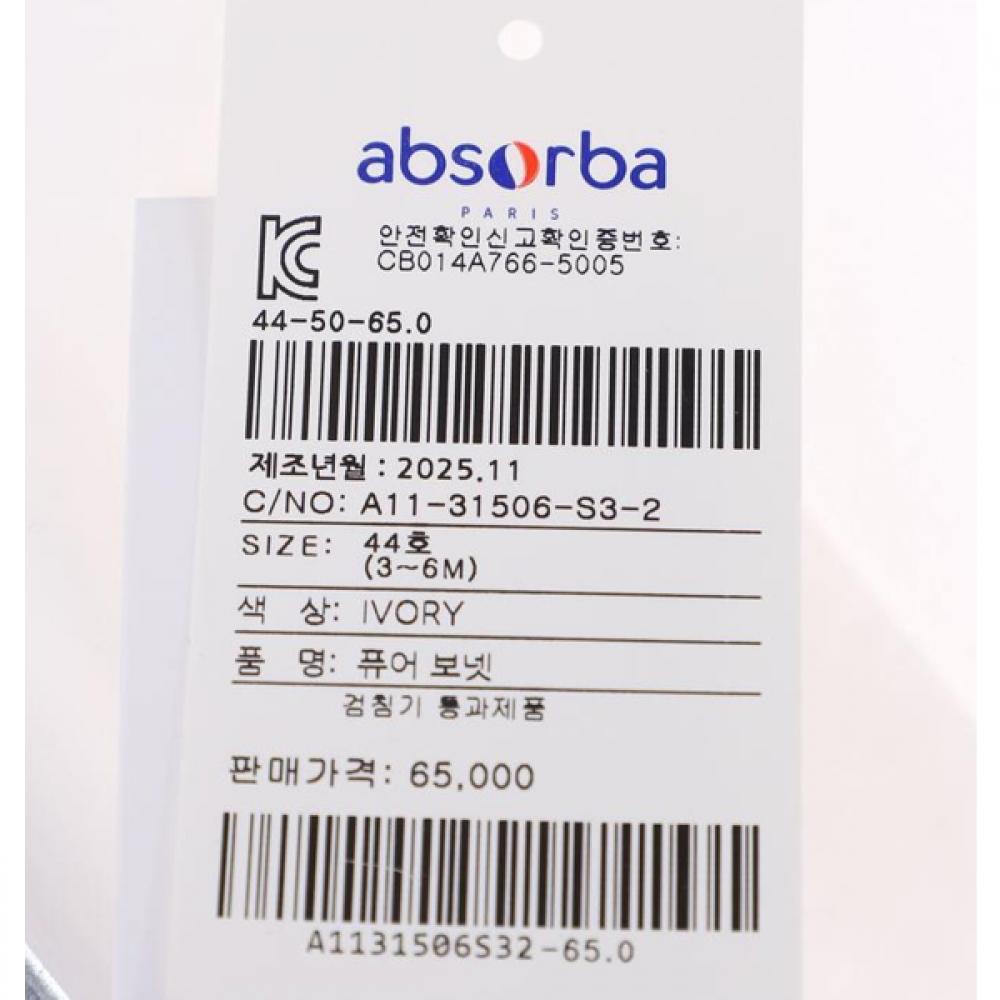 absorba
PARIS
안전확인신고확인증번호:
CB014A766-5005
44-50-65.0
제조년월 : 2025.11
C/NO: A11-31506-S3-2
SIZE: 44호
(3~6M)
색 상: IVORY
품 명: 퓨어 보넷
검침기 통과제품
판매가격: 65,000
A1131506S32-65.0